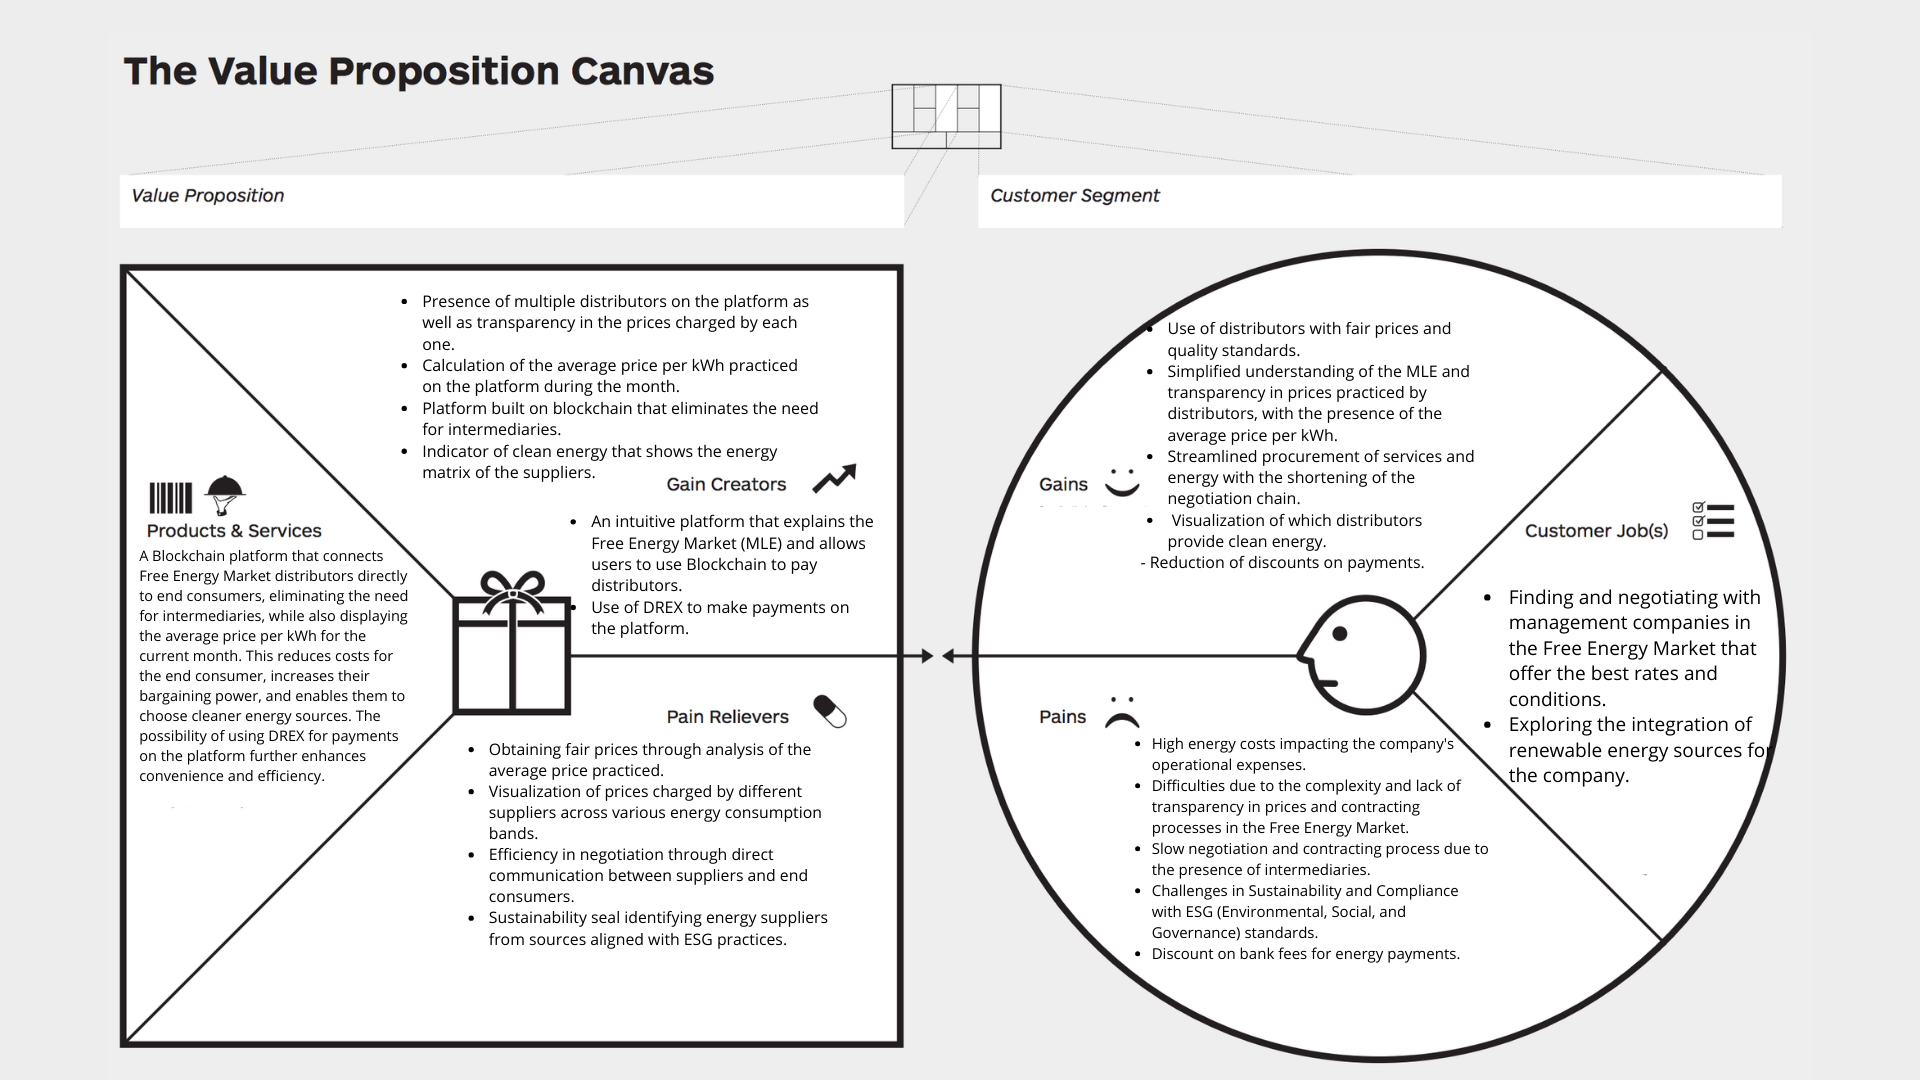 The Value Proposition Canvas
Value Proposition
Customer Segment
• Presence of multiple distributors on the platform as
well as transparency in the prices charged by each
one.
• Calculation of the average price per kWh practiced
on the platform during the month.
• Platform built on blockchain that eliminates the need
for intermediaries.
• Indicator of clean energy that shows the energy
matrix of the suppliers.
Gain Creators
• An intuitive platform that explains the
Free Energy Market (MLE) and allows
users to use Blockchain to pay
distributors.
• Use of DREX to make payments on
the platform.
Products & Services
A Blockchain platform that connects
Free Energy Market distributors directly
to end consumers, eliminating the need
for intermediaries, while also displaying
the average price per kWh for the
current month. This reduces costs for
the end consumer, increases their
bargaining power, and enables them to
choose cleaner energy sources. The
possibility of using DREX for payments
on the platform further enhances
convenience and efficiency.
Pain Relievers
• Obtaining fair prices through analysis of the
average price practiced.
• Visualization of prices charged by different
suppliers across various energy consumption
bands.
• Efficiency in negotiation through direct
communication between suppliers and end
consumers.
• Sustainability seal identifying energy suppliers
from sources aligned with ESG practices.
• Use of distributors with fair prices and
quality standards.
• Simplified understanding of the MLE and
transparency in prices practiced by
distributors, with the presence of the
average price per kWh.
• Streamlined procurement of services and
energy with the shortening of the
negotiation chain.
• Visualization of which distributors
provide clean energy.
- Reduction of discounts on payments.
Gains
Customer Job(s)
• Finding and negotiating with
management companies in
the Free Energy Market that
offer the best rates and
conditions.
• Exploring the integration of
renewable energy sources for
the company.
Pains
• High energy costs impacting the company's
operational expenses.
• Difficulties due to the complexity and lack of
transparency in prices and contracting
processes in the Free Energy Market.
• Slow negotiation and contracting process due to
the presence of intermediaries.
• Challenges in Sustainability and Compliance
with ESG (Environmental, Social, and
Governance) standards.
• Discount on bank fees for energy payments.